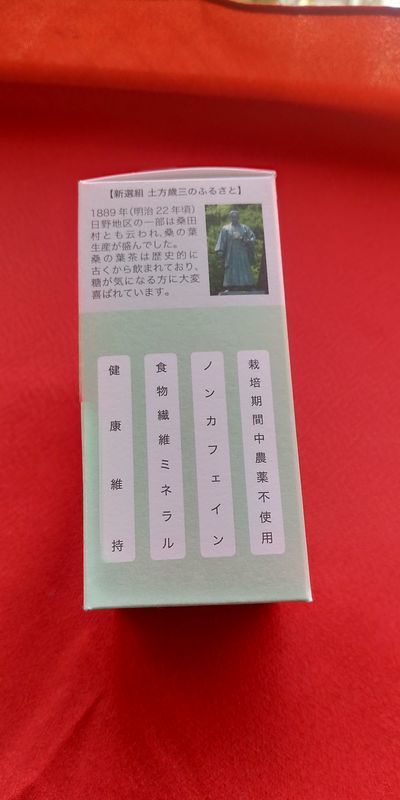 【新選組 土方歳三のふるさと】
1889年(明治22年頃)
日野地区の一部は桑田
村とも云われ、桑の葉
生産が盛んでした。
桑の葉茶は歴史的に
古くから飲まれており、
糖が気になる方に大変
喜ばれています。
栽培期間中農薬不使用
ノンカフェイン
食物繊維ミネラル
健康維持